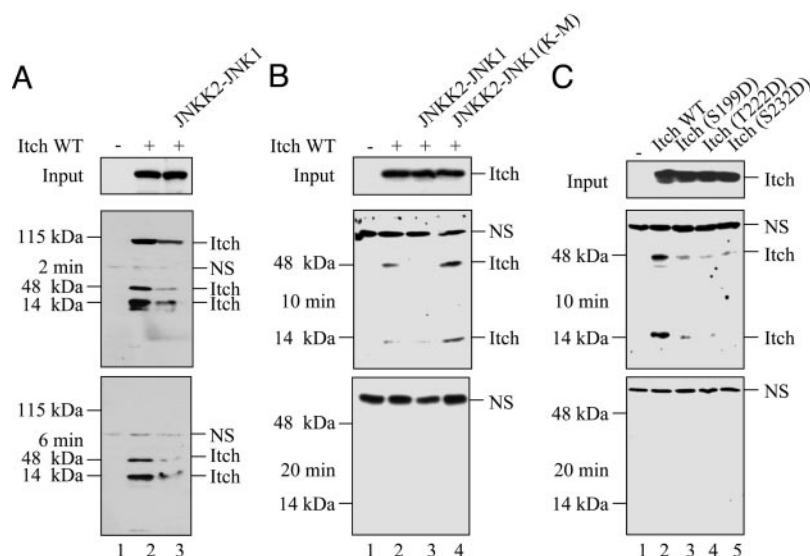 A
JNKK2-JNK1
Itch WT - + +
Input
115 kDa
Itch
2 min
NS
48 kDa
Itch
14 kDa
Itch
115 kDa
6 min
NS
48 kDa
Itch
14 kDa
Itch
1 2 3
B
JNKK2-JNK1
JNKK2-JNK1(K-M)
Itch WT - + + +
Input
Itch
NS
48 kDa
Itch
10 min
14 kDa
Itch
NS
48 kDa
20 min
14 kDa
1 2 3 4
C
- Itch WT
Itch (S199D)
Itch (T222D)
Itch (S232D)
Input
Itch
NS
48 kDa
Itch
10 min
14 kDa
Itch
NS
48 kDa
20 min
14 kDa
1 2 3 4 5